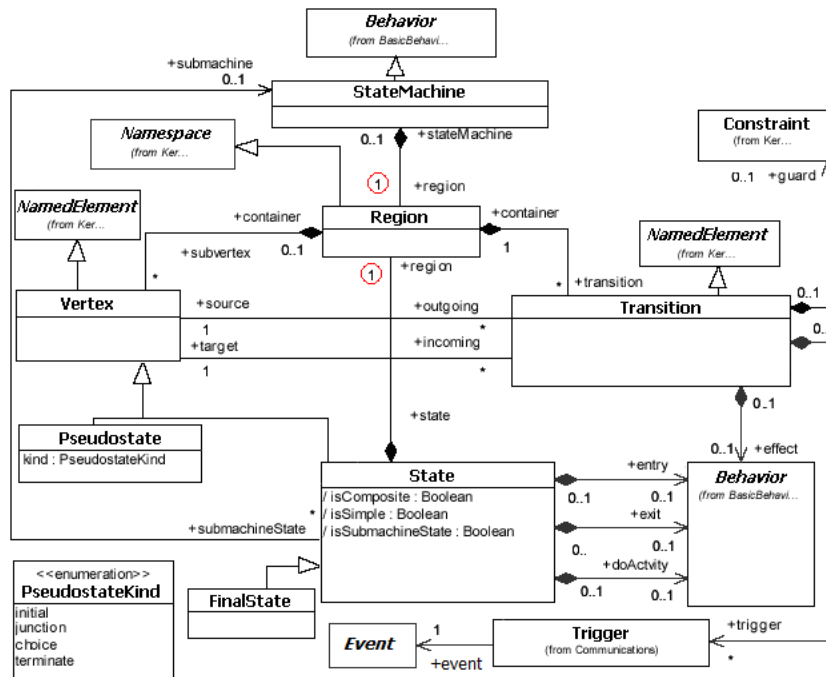 Behavior
(from BasicBehavi...
+submachine
0..1
StateMachine
Namespace
(from Ker...
0..1
+stateMachine
Constraint
(from Ker...
0..1
+guard
1
+region
NamedElement
(from Ker...
+container
Region
+container
0..1
1
+subvertex
*
1
+region
NamedElement
(from Ker...
+transition
*
Vertex
+source
+outgoing
1
*
Transition
0..1
0..
+target
+incoming
1
*
0..1
Pseudostate
kind : PseudostateKind
+state
0..1
+effect
State
/ isComposite : Boolean
/ isSimple : Boolean
/ isSubmachineState : Boolean
+entry
0..1
0..1
+exit
0..
0..1
+doActvity
0..1
0..1
Behavior
(from BasicBehavi...
*
+submachineState
<<enumeration>>
PseudostateKind
initial
junction
choice
terminate
FinalState
Event
1
+event
Trigger
(from Communications)
+trigger
*